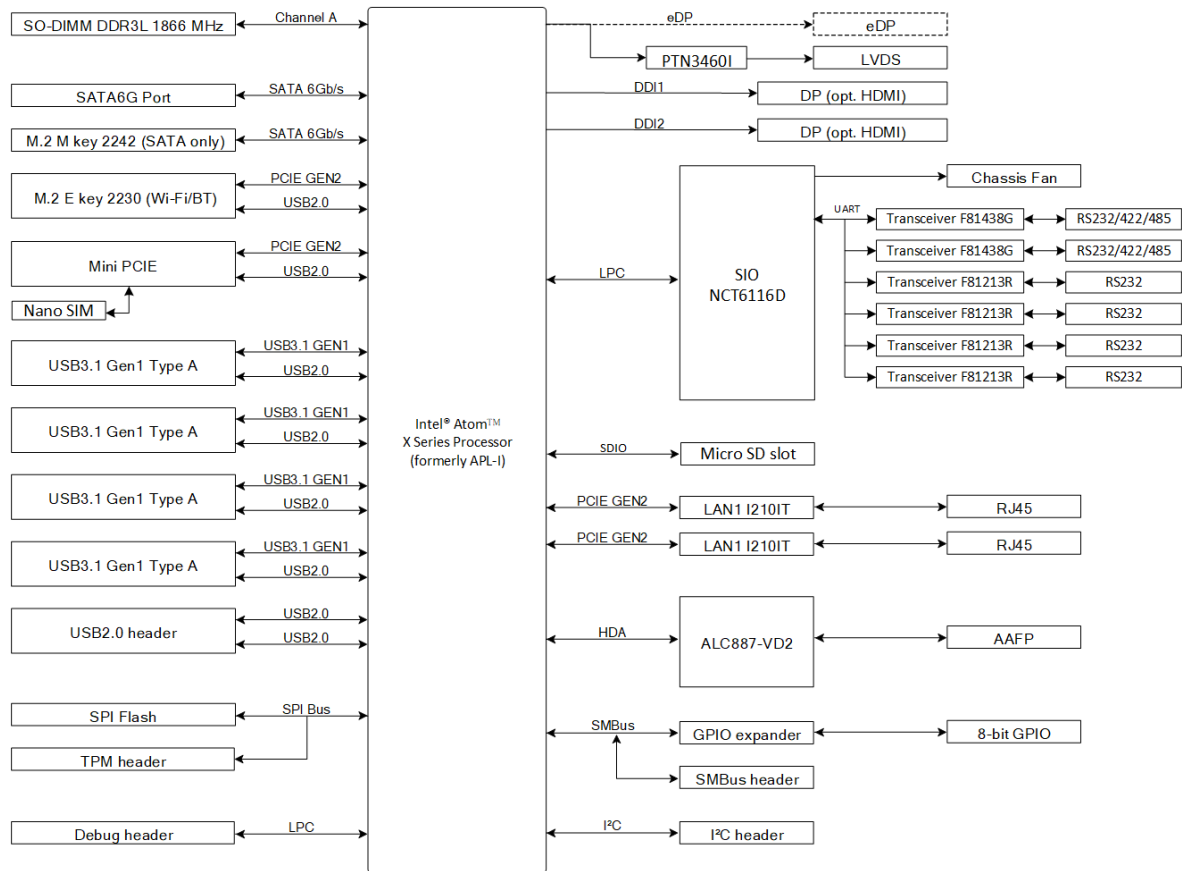 SO-DIMM DDR3L 1866 MHz
Channel A
SATA6G Port
SATA 6Gb/s
M.2 M key 2242 (SATA only)
SATA 6Gb/s
M.2 E key 2230 (Wi-Fi/BT)
PCIE GEN2
USB2.0
Mini PCIE
PCIE GEN2
USB2.0
Nano SIM
USB3.1 Gen1 Type A
USB3.1 GEN1
USB2.0
USB3.1 Gen1 Type A
USB3.1 GEN1
USB2.0
USB3.1 Gen1 Type A
USB3.1 GEN1
USB2.0
USB3.1 Gen1 Type A
USB3.1 GEN1
USB2.0
USB2.0 header
USB2.0
USB2.0
SPI Flash
SPI Bus
TPM header
Debug header
LPC
Intel® Atom™
X Series Processor
(formerly APL-I)
eDP
eDP
PTN3460I
LVDS
DDI1
DP (opt. HDMI)
DDI2
DP (opt. HDMI)
LPC
SIO
NCT6116D
Chassis Fan
UART
Transceiver F81438G
RS232/422/485
Transceiver F81438G
RS232/422/485
Transceiver F81213R
RS232
Transceiver F81213R
RS232
Transceiver F81213R
RS232
Transceiver F81213R
RS232
SDIO
Micro SD slot
PCIE GEN2
LAN1 I210IT
RJ45
PCIE GEN2
LAN1 I210IT
RJ45
HDA
ALC887-VD2
AAFP
SMBus
GPIO expander
8-bit GPIO
SMBus header
I²C
I²C header